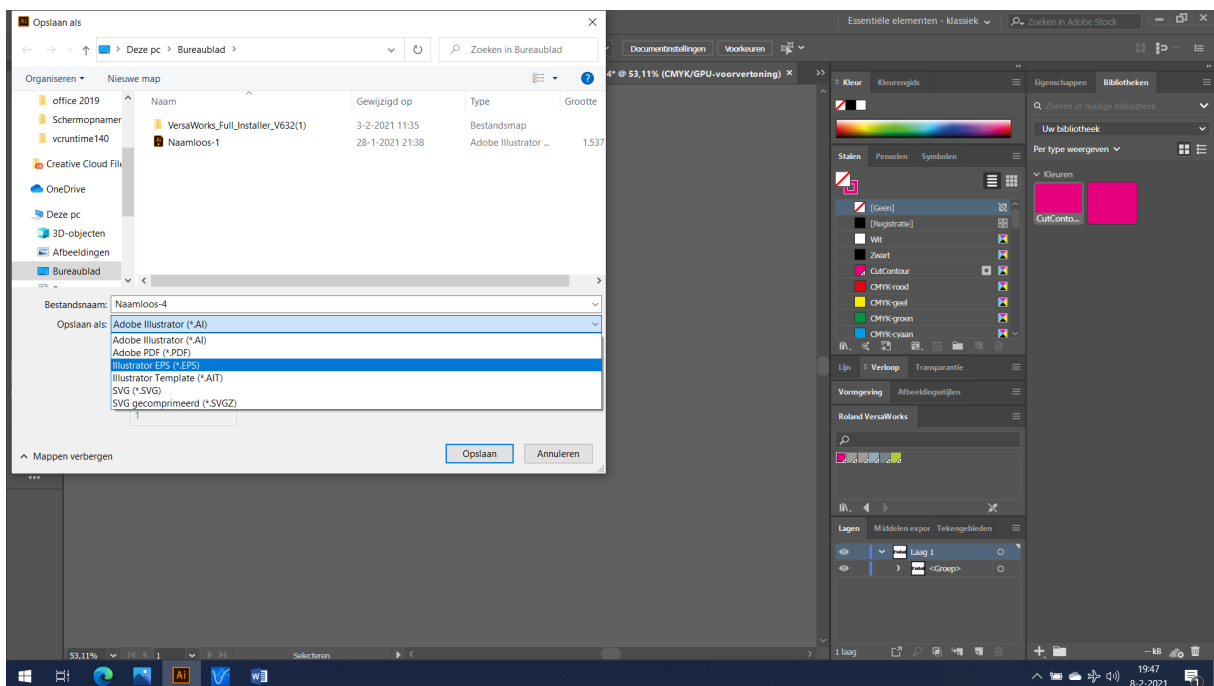 Opslaan als
Essentiële elementen - klassiek
Zoeken in Adobe Stock
Deze pc > Bureaublad >
Zoeken in Bureaublad
Documentinstellingen
Voorkeuren
Organiseren
Nieuwe map
4* @ 53,11% (CMYK/GPU-voorvertoning) ×
Kleur
Kleurengids
Eigenschappen
Bibliotheken
office 2019
Schermopnamer
vcruntime140
Creative Cloud File
OneDrive
Deze pc
3D-objecten
Afbeeldingen
Bureaublad
Naam
Gewijzigd op
Type
Grootte
VersaWorks_Full_Installer_V632(1)
3-2-2021 11:35
Bestandsmap
Naamloos-1
28-1-2021 21:38
Adobe Illustrator ...
1.537
Zoeken in huidige bibliotheek
Uw bibliotheek
Per type weergeven
Kleuren
CutConto...
Stalen
Penselen
Symbolen
[Geen]
[Registratie]
Wit
Zwart
CutContour
CMYK-rood
CMYK-geel
CMYK-groen
CMYK-cyaan
Bestandsnaam:
Naamloos-4
Opslaan als:
Adobe Illustrator (*.AI)
Adobe Illustrator (*.AI)
Adobe PDF (*.PDF)
Illustrator EPS (*.EPS)
Illustrator Template (*.AIT)
SVG (*.SVG)
SVG gecomprimeerd (*.SVGZ)
1
Mappen verbergen
Opslaan
Annuleren
Lijn
Verloop
Transparantie
Vormgeving
Afbeeldingsstijlen
Roland VersaWorks
Lagen
Middelen expor
Tekengebieden
Laag 1
<Groep>
53,11%
1
Selecteren
1 laag
-- kB
19:47
8-2-2021